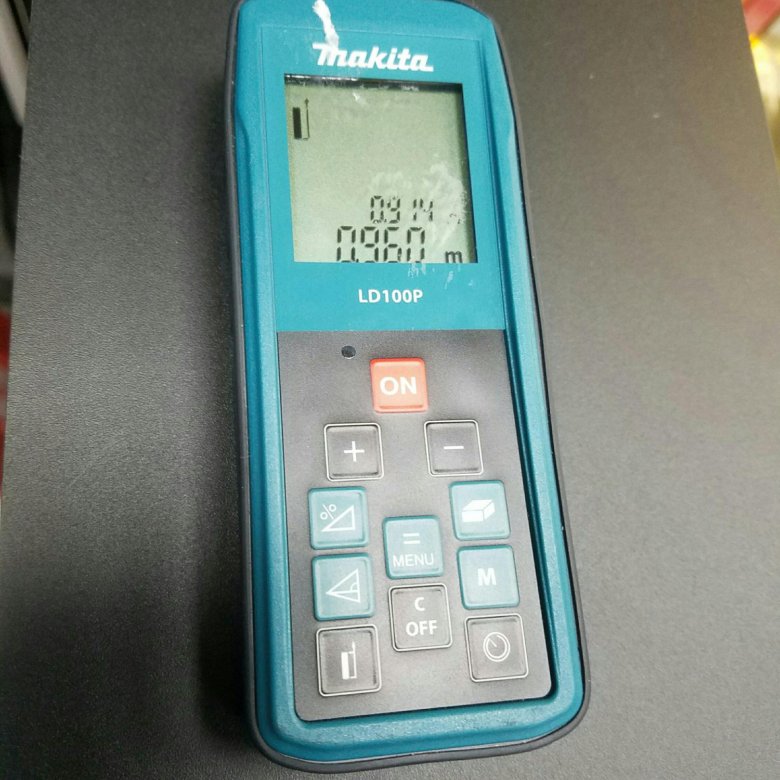 makita
0.914
0.960 m
LD100P
ON
+ −
%
=
MENU
M
C
OFF